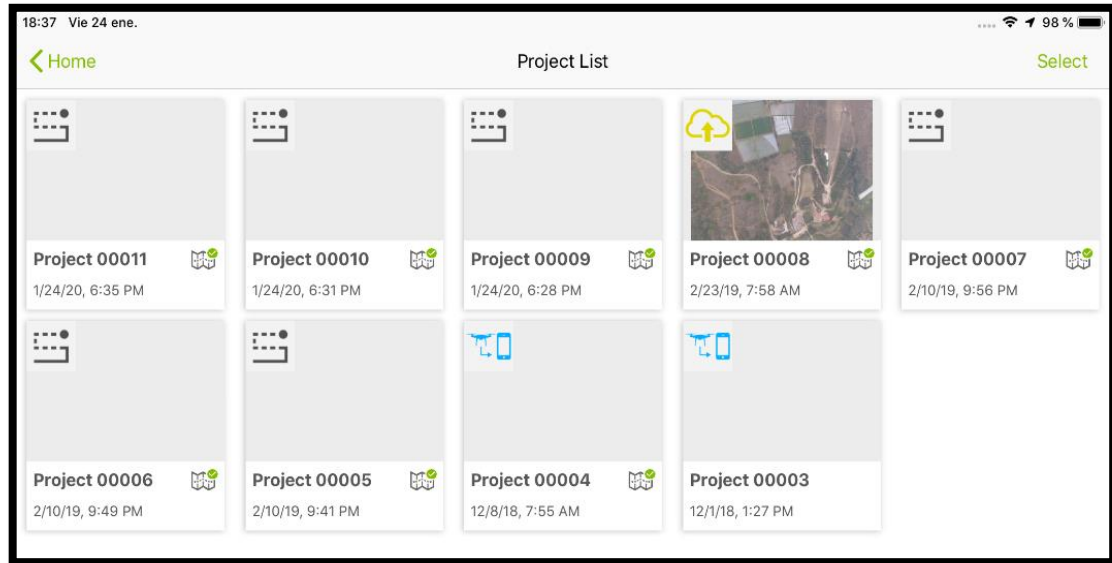 18:37 Vie 24 ene.
98 %
Home
Project List
Select
Project 00011
1/24/20, 6:35 PM
Project 00010
1/24/20, 6:31 PM
Project 00009
1/24/20, 6:28 PM
Project 00008
2/23/19, 7:58 AM
Project 00007
2/10/19, 9:56 PM
Project 00006
2/10/19, 9:49 PM
Project 00005
2/10/19, 9:41 PM
Project 00004
12/8/18, 7:55 AM
Project 00003
12/1/18, 1:27 PM